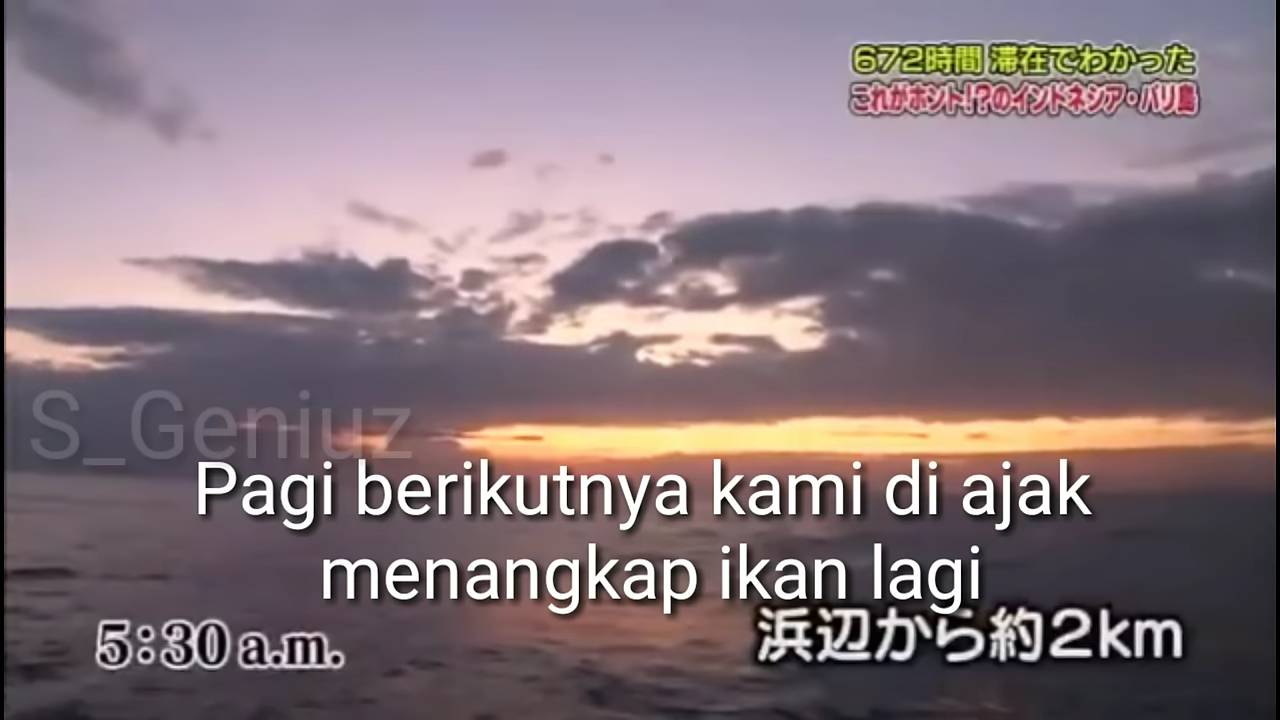 672時間 滞在でわかった
これがホント!?のインドネシア・バリ島
S_Geniuz
Pagi berikutnya kami di ajak
menangkap ikan lagi
5:30 a.m.
浜辺から約2km